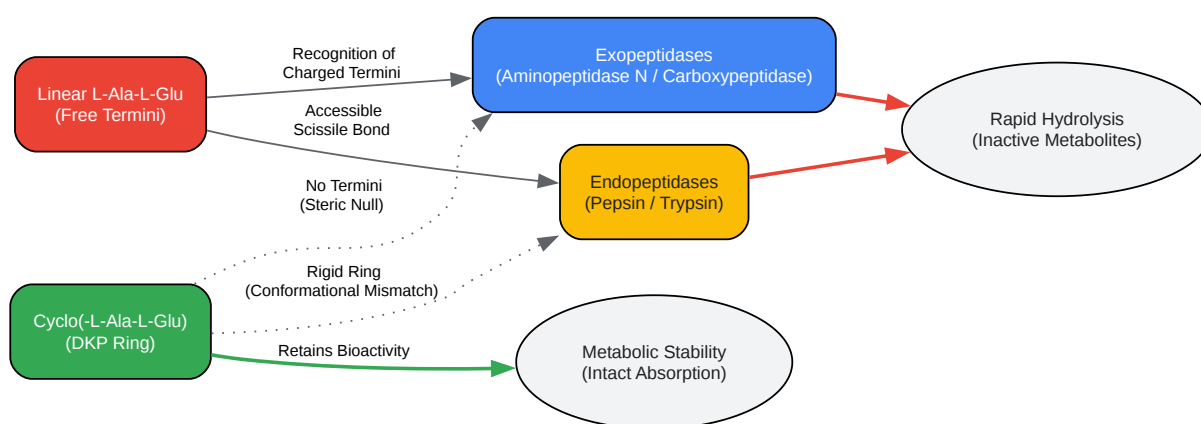 Linear L-Ala-L-Glu
(Free Termini)
Recognition of
Charged Termini
Exopeptidases
(Aminopeptidase N / Carboxypeptidase)
Accessible
Scissile Bond
Rapid Hydrolysis
(Inactive Metabolites)
No Termini
(Steric Null)
Endopeptidases
(Pepsin / Trypsin)
Rigid Ring
(Conformational Mismatch)
Cyclo(-L-Ala-L-Glu)
(DKP Ring)
Retains Bioactivity
Metabolic Stability
(Intact Absorption)